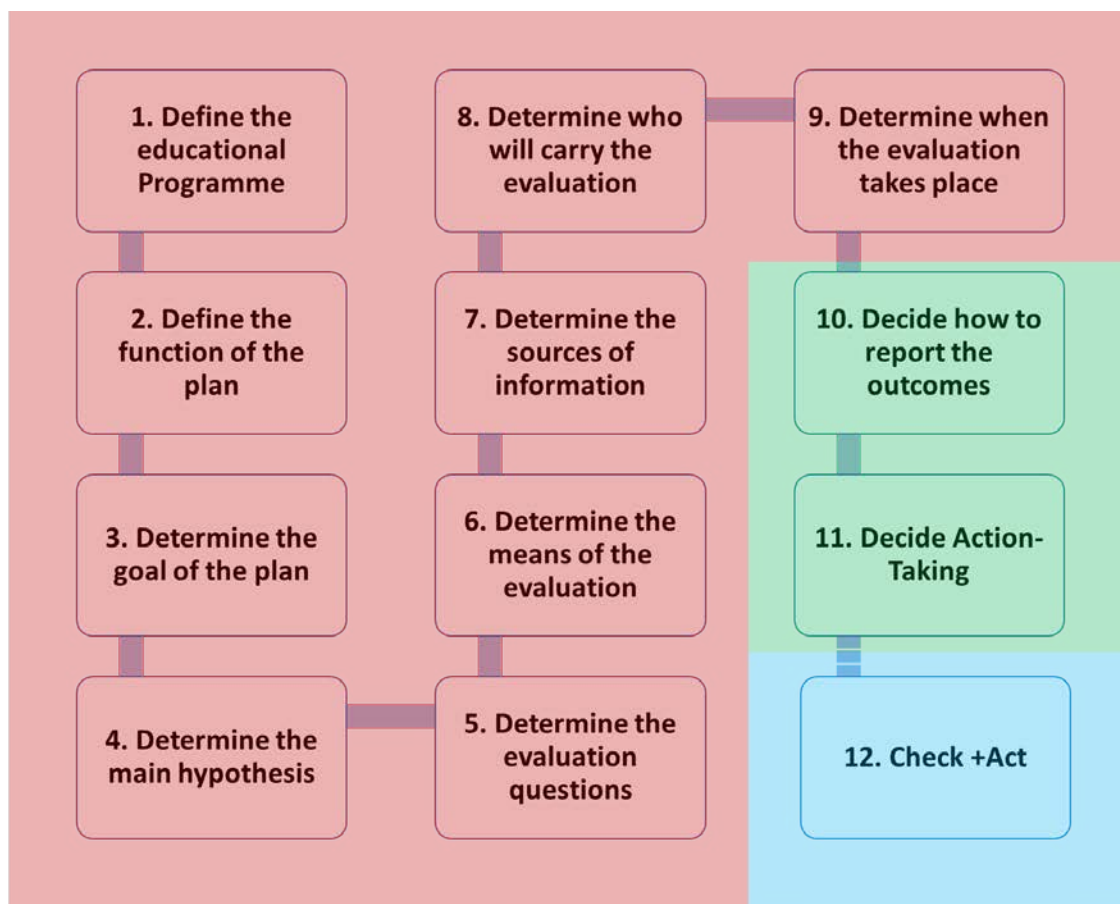 1. Define the
educational
Programme
2. Define the
function of the
plan
3. Determine the
goal of the plan
4. Determine the
main hypothesis
5. Determine the
evaluation
questions
6. Determine the
means of the
evaluation
7. Determine the
sources of
information
8. Determine who
will carry the
evaluation
9. Determine when
the evaluation
takes place
10. Decide how to
report the
outcomes
11. Decide Action-
Taking
12. Check +Act